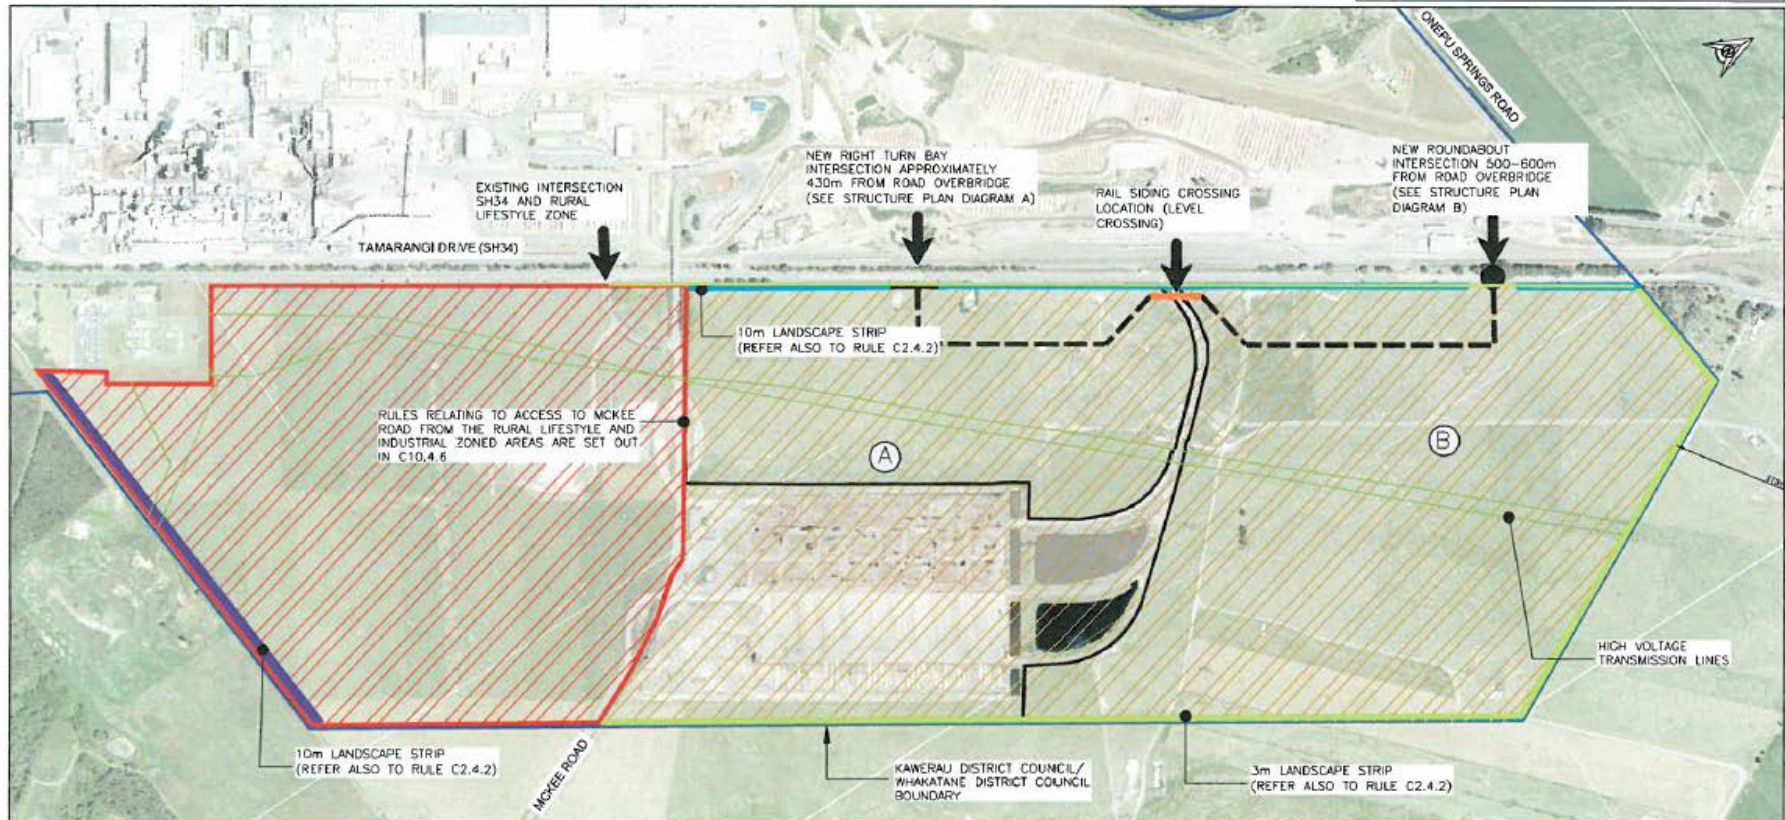 ONEPU SPRINGS ROAD
NEW RIGHT TURN BAY
INTERSECTION APPROXIMATELY
430m FROM ROAD OVERBRIDGE
(SEE STRUCTURE PLAN DIAGRAM A)
NEW ROUNDABOUT
INTERSECTION 500-600m
FROM ROAD OVERBRIDGE
(SEE STRUCTURE PLAN
DIAGRAM B)
EXISTING INTERSECTION
SH34 AND RURAL
LIFESTYLE ZONE
RAIL SIDING CROSSING
LOCATION (LEVEL
CROSSING)
TAMARANGI DRIVE (SH34)
10m LANDSCAPE STRIP
(REFER ALSO TO RULE C2.4.2)
RULES RELATING TO ACCESS TO MCKEE
ROAD FROM THE RURAL LIFESTYLE AND
INDUSTRIAL ZONED AREAS ARE SET OUT
IN C10.4.6
A
B
HIGH VOLTAGE
TRANSMISSION LINES
10m LANDSCAPE STRIP
(REFER ALSO TO RULE C2.4.2)
MCKEE ROAD
KAWERAU DISTRICT COUNCIL/
WHAKATANE DISTRICT COUNCIL
BOUNDARY
3m LANDSCAPE STRIP
(REFER ALSO TO RULE C2.4.2)